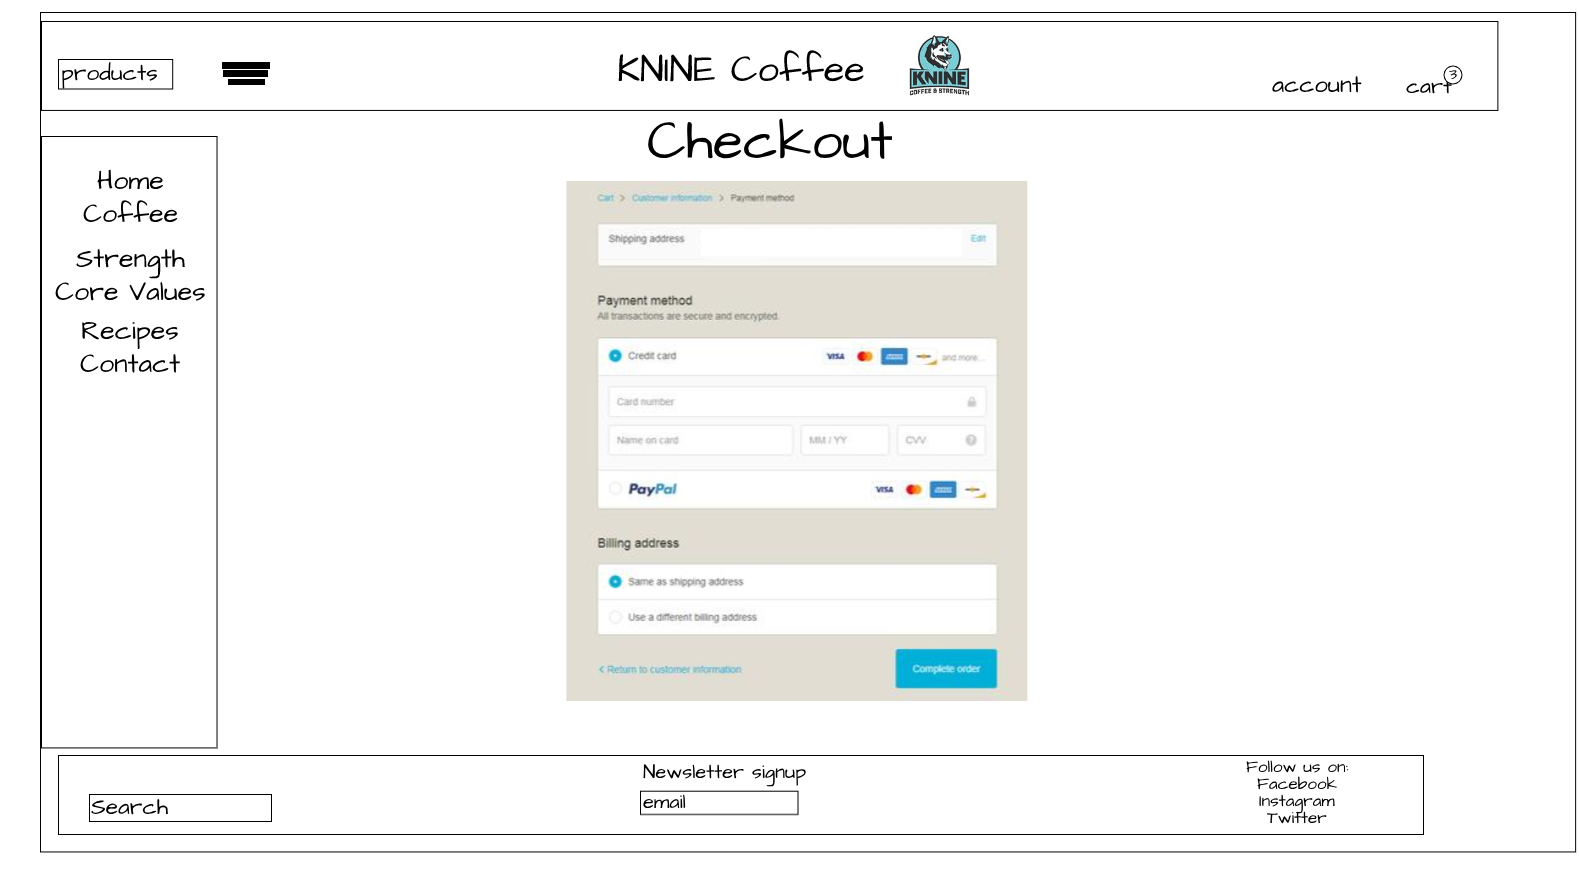 products
KNINE Coffee
KNINE
COFFEE & STRENGTH
account
cart
3
Checkout
Home
Coffee
Strength
Core Values
Recipes
Contact
Cart > Customer information > Payment method
Shipping address
Edit
Payment method
All transactions are secure and encrypted.
Credit card
VISA
and more...
Card number
Name on card
MM / YY
CVV
?
PayPal
VISA
Billing address
Same as shipping address
Use a different billing address
< Return to customer information
Complete order
Search
Newsletter signup
email
Follow us on:
Facebook
Instagram
Twitter